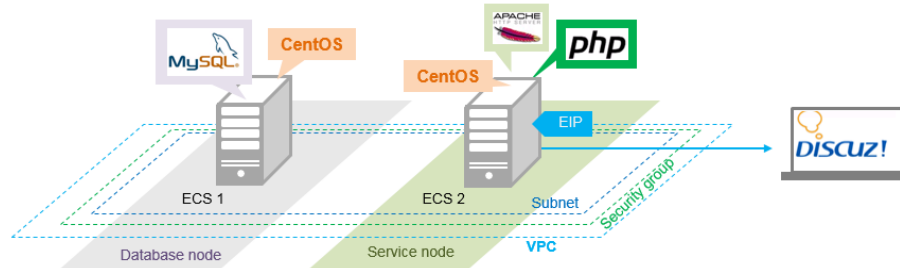 MySQL®
CentOS
APACHE
HTTP SERVER
php
CentOS
EIP
DISCUZ!
ECS 1
ECS 2
Subnet
Security group
VPC
Database node
Service node